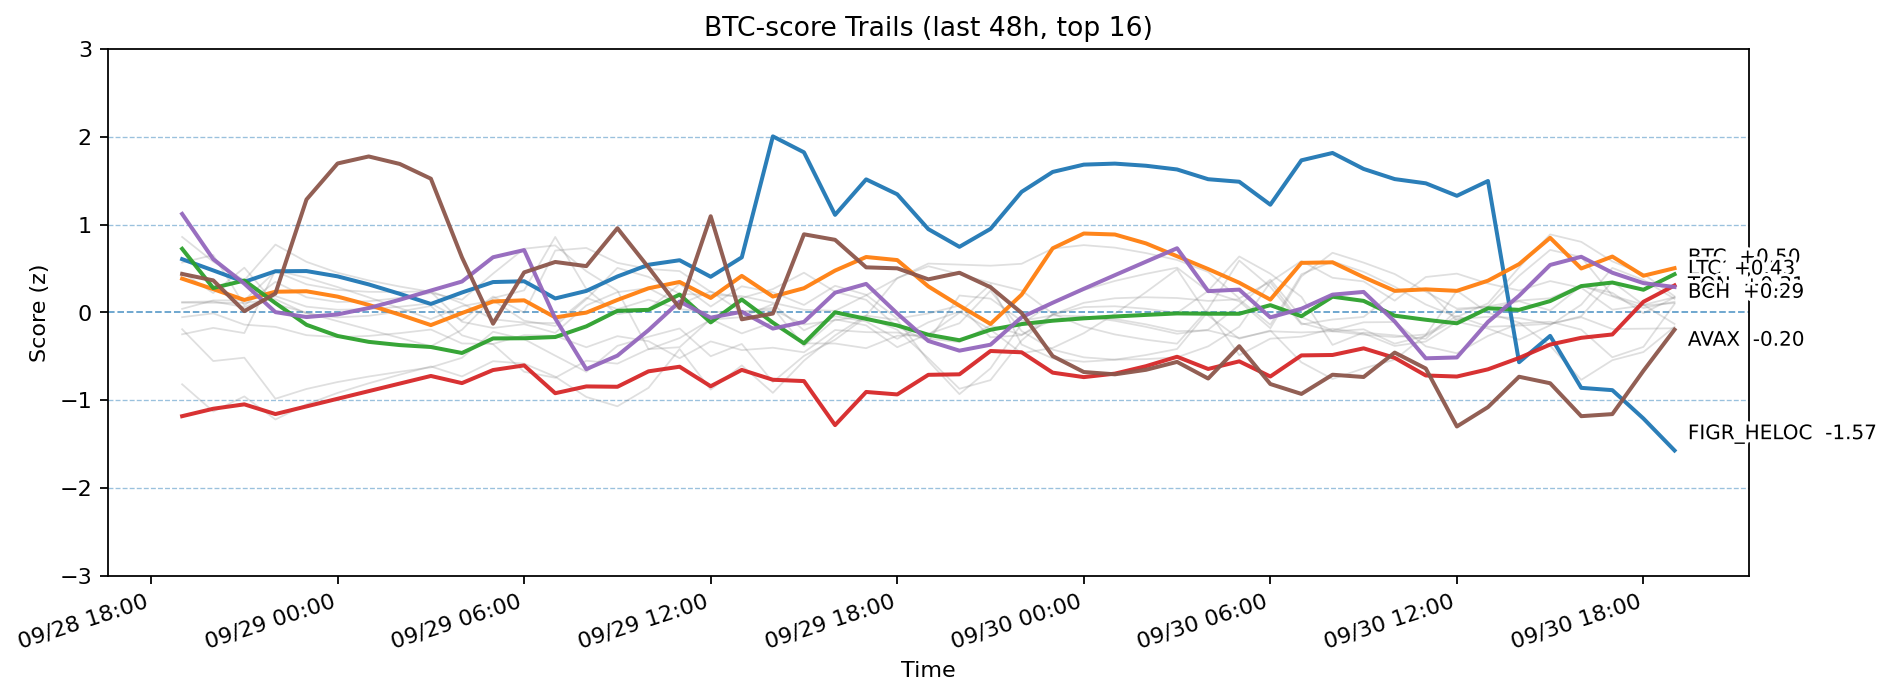 BTC-score Trails (last 48h, top 16)
Score (z)
3
2
1
0
−1
−2
−3
BTC +0.50
LTC +0.43
TON +0.31
BCH +0.29
AVAX -0.20
FIGR_HELOC -1.57
09/28 18:00
09/29 00:00
09/29 06:00
09/29 12:00
09/29 18:00
09/30 00:00
09/30 06:00
09/30 12:00
09/30 18:00
Time